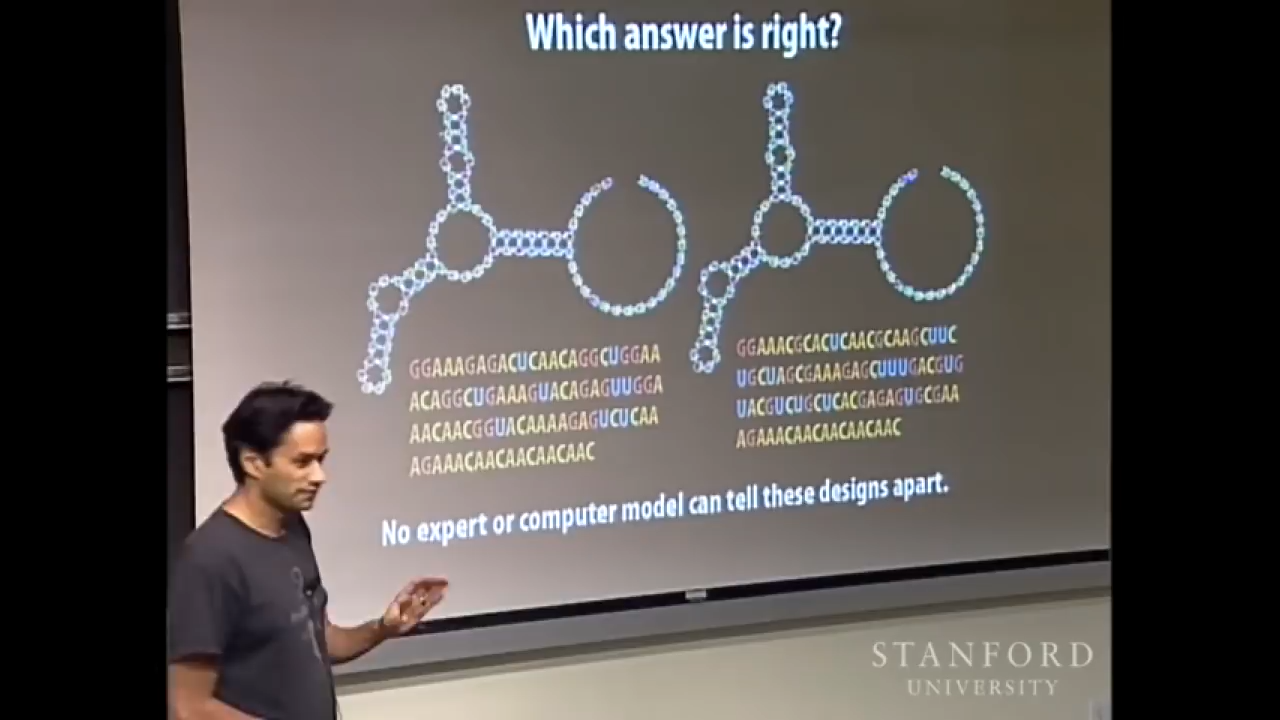 Which answer is right?
GGAAAGAGACUCAACAGGCUGGAA
ACAGGCUGAAAGUACAGAGUUGGA
AACAACGGUACAAAAGAGUCUCAA
AGAAACAACAACAACAAC
GGAAACGCACUCAACGCAAGCUUC
UGCUAGCGAAAGAGCUUUGACGUG
UACGUCUGCUCACGAGAGUGCGAA
AGAAACAACAACAACAAC
No expert or computer model can tell these designs apart.
STANFORD
UNIVERSITY